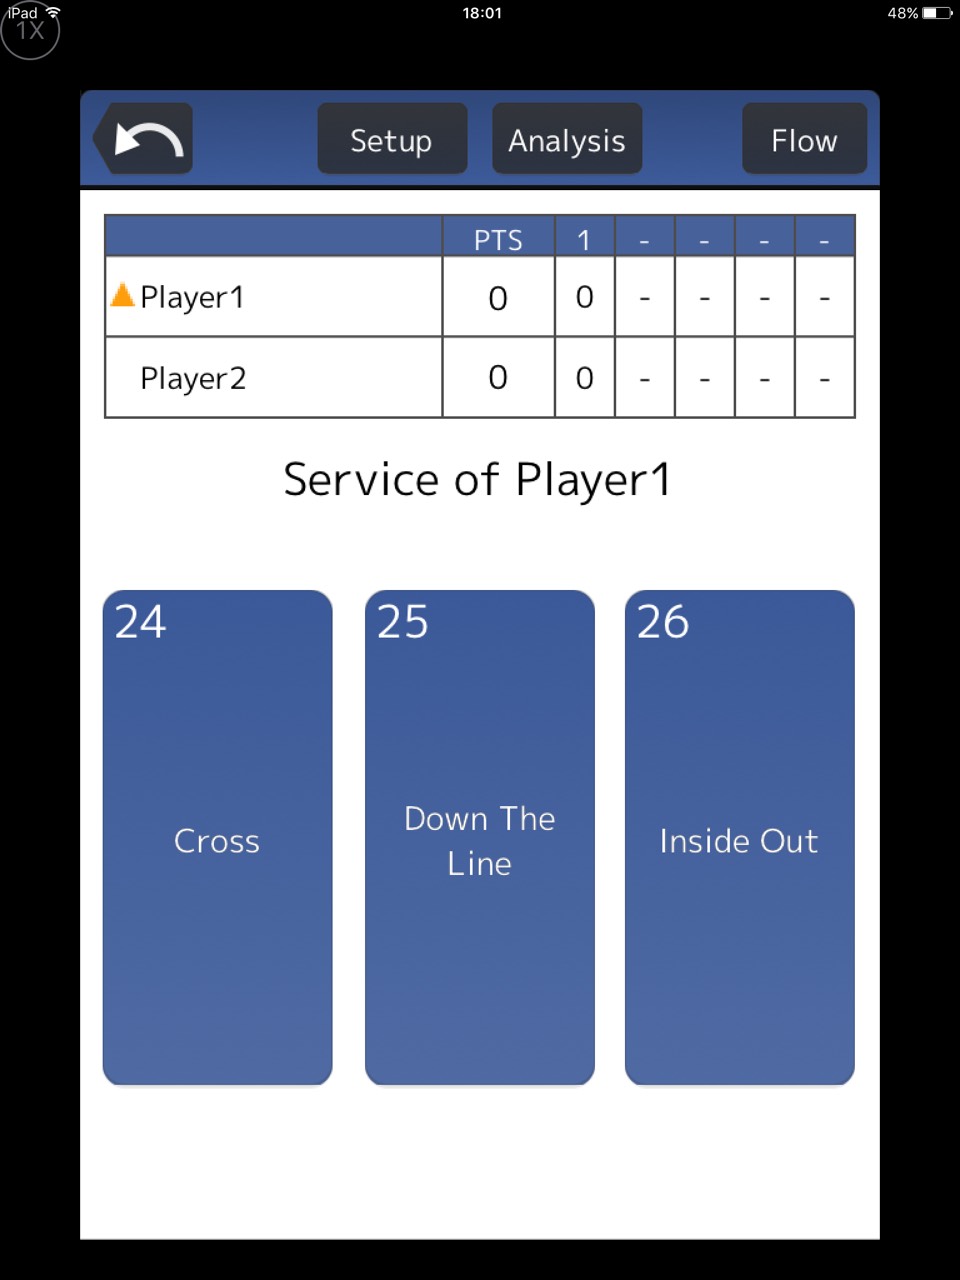 iPad 18:01 48%
1X
Setup Analysis Flow
PTS 1 - - - -
Player1 0 0 - - - -
Player2 0 0 - - - -
Service of Player1
24 25 26
Cross
Down The
Line
Inside Out